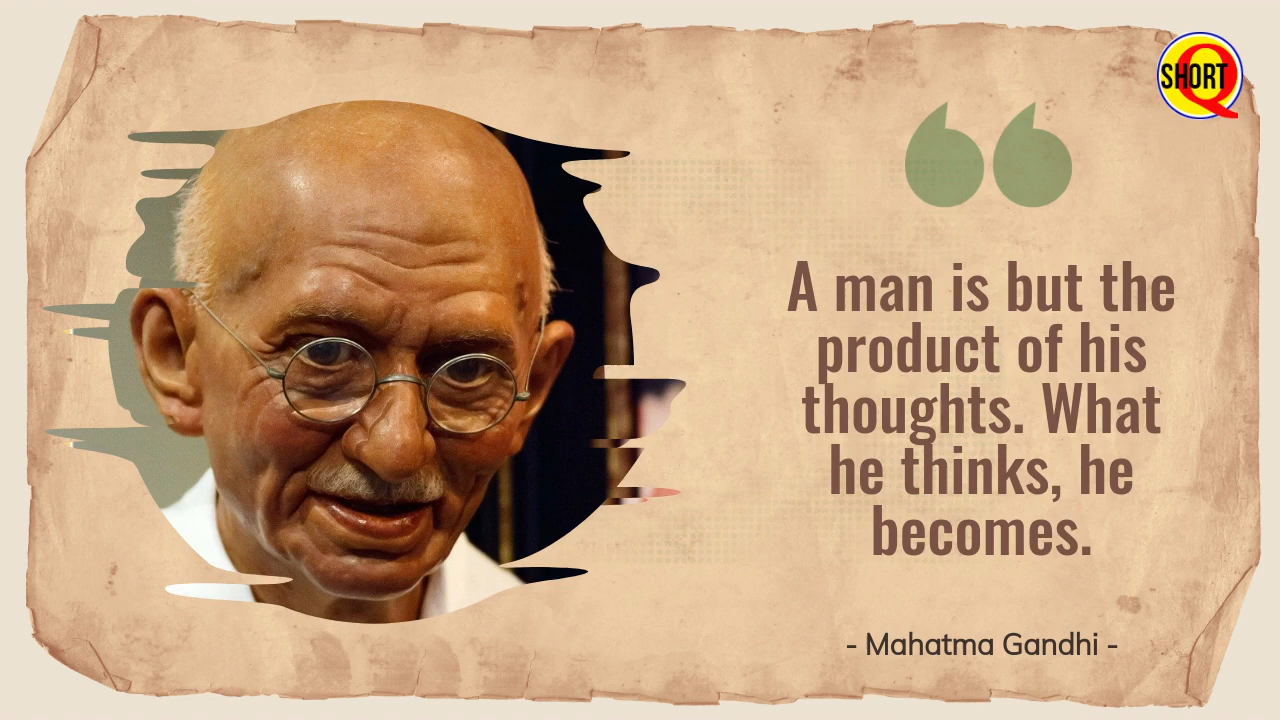 SHORT Q
A man is but the
product of his
thoughts. What
he thinks, he
becomes.
- Mahatma Gandhi -